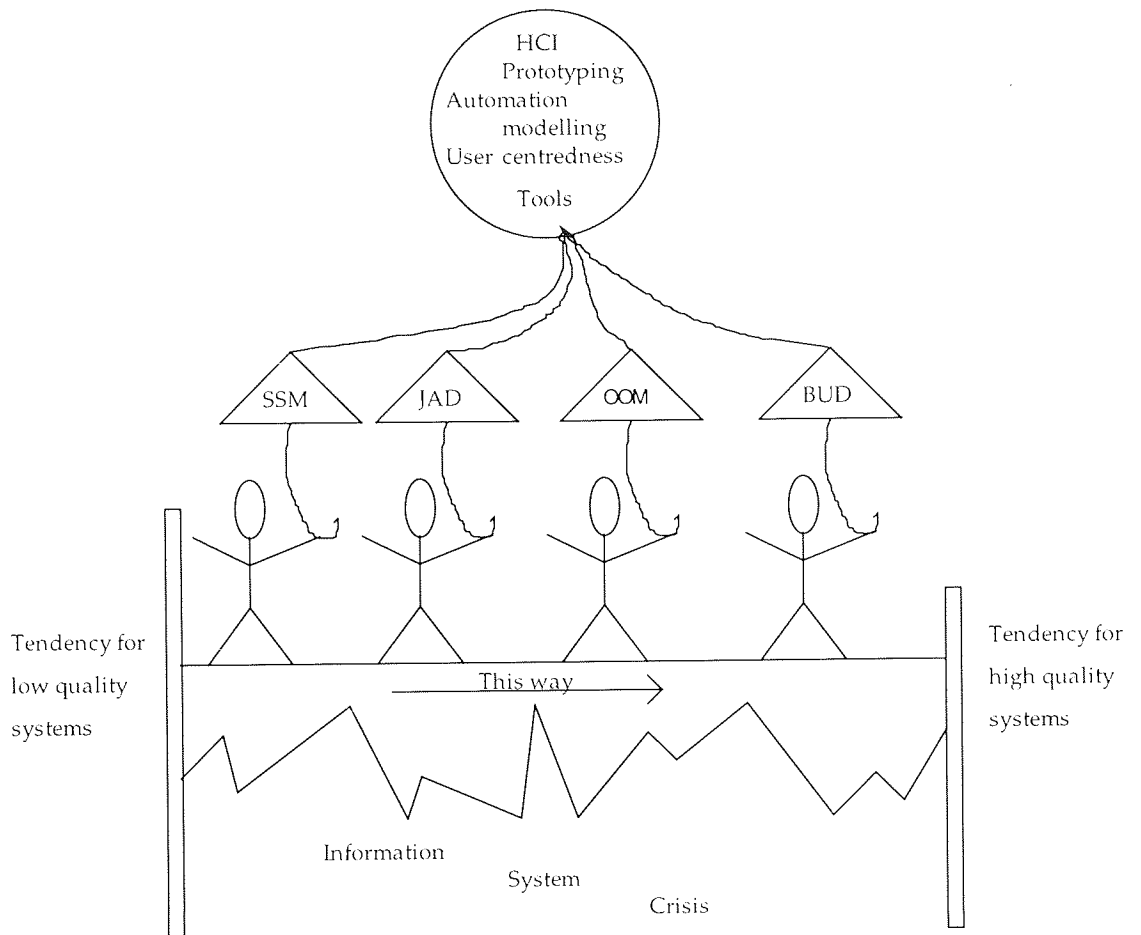 HCI
Prototyping
Automation
modelling
User centredness
Tools
SSM
JAD
OOM
BUD
Tendency for
low quality
systems
This way
Tendency for
high quality
systems
Information
System
Crisis